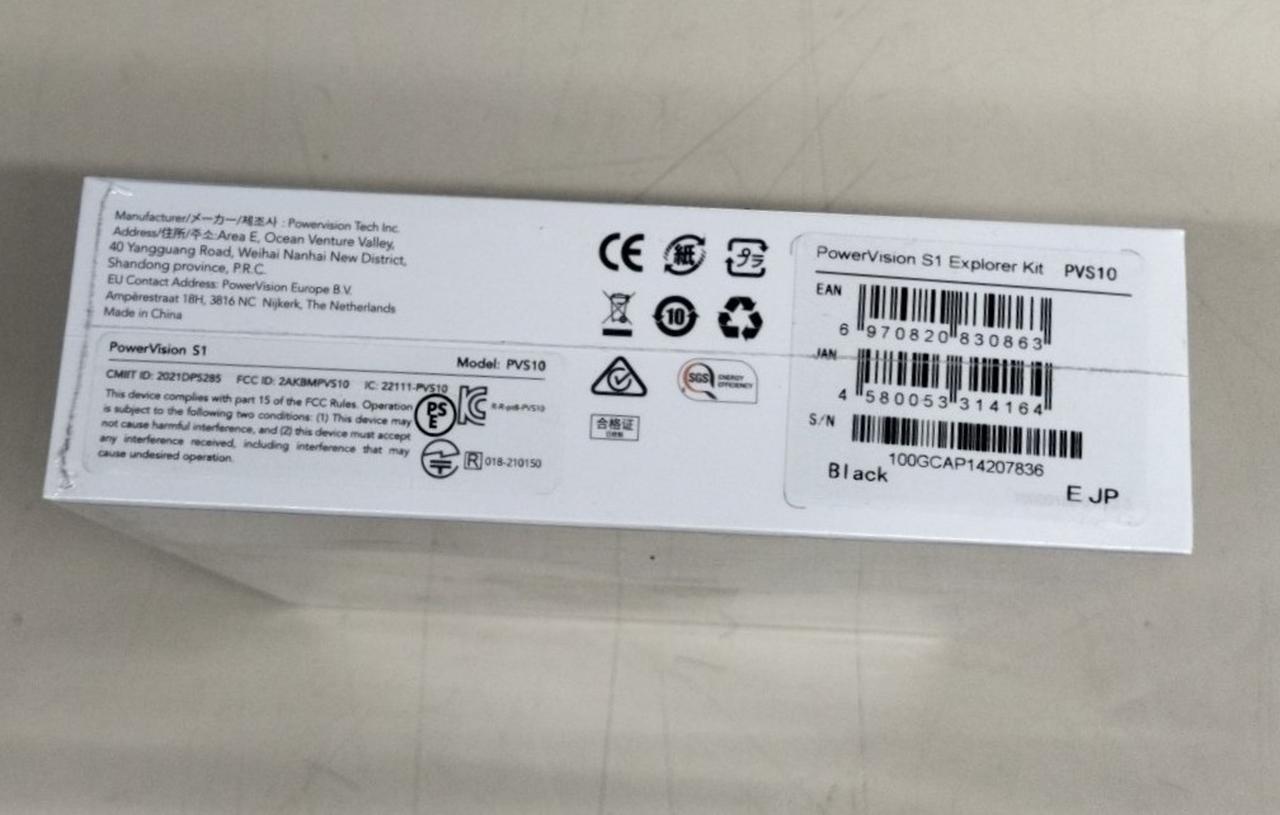 Manufacturer/メーカー/제조사 : Powervision Tech Inc.
Address/住所/주소:Area E, Ocean Venture Valley,
40 Yangguang Road, Weihai Nanhai New District,
Shandong province, P.R.C.
EU Contact Address: PowerVision Europe B.V.
Ampèrestraat 18H, 3816 NC Nijkerk, The Netherlands
Made in China
PowerVision S1
Model: PVS10
CMIIT ID: 2021DP5285 FCC ID: 2AKBMPVS10 IC: 22111-PVS10
This device complies with part 15 of the FCC Rules. Operation
is subject to the following two conditions: (1) This device may
not cause harmful interference, and (2) this device must accept
any interference received, including interference that may
cause undesired operation.
PS
E
R 018-210150
CE
紙
プラ
10
SGS ENERGY
EFFICIENCY
合格证
PowerVision S1 Explorer Kit PVS10
EAN
6 970820 830863
JAN
4 580053 314164
S/N
100GCAP14207836
Black
E JP